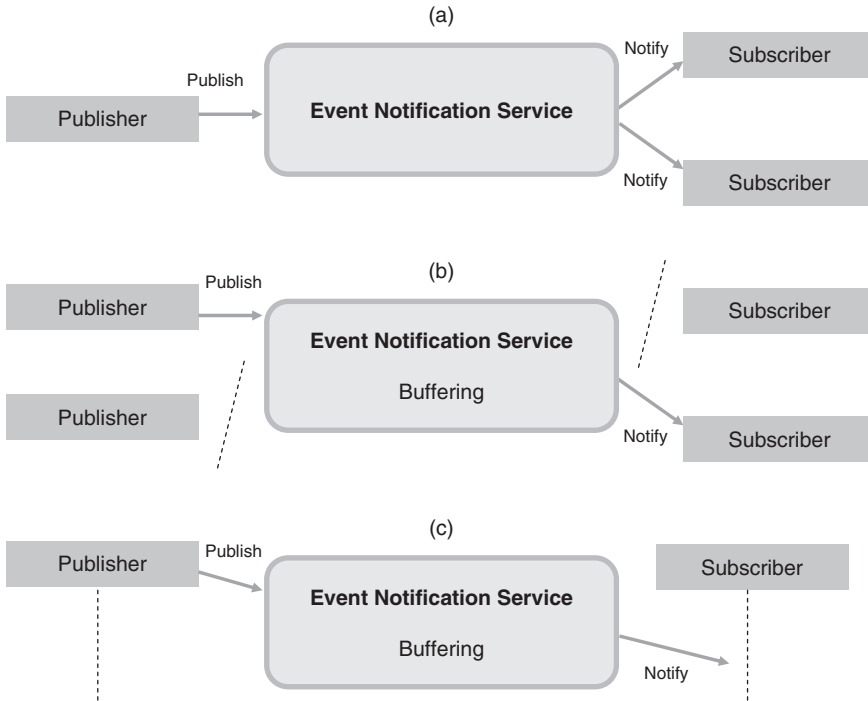 (a)
Publisher
Publish
Event Notification Service
Notify
Subscriber
Notify
Subscriber
(b)
Publisher
Publish
Event Notification Service
Buffering
Subscriber
Publisher
Notify
Subscriber
(c)
Publisher
Publish
Event Notification Service
Buffering
Subscriber
Notify